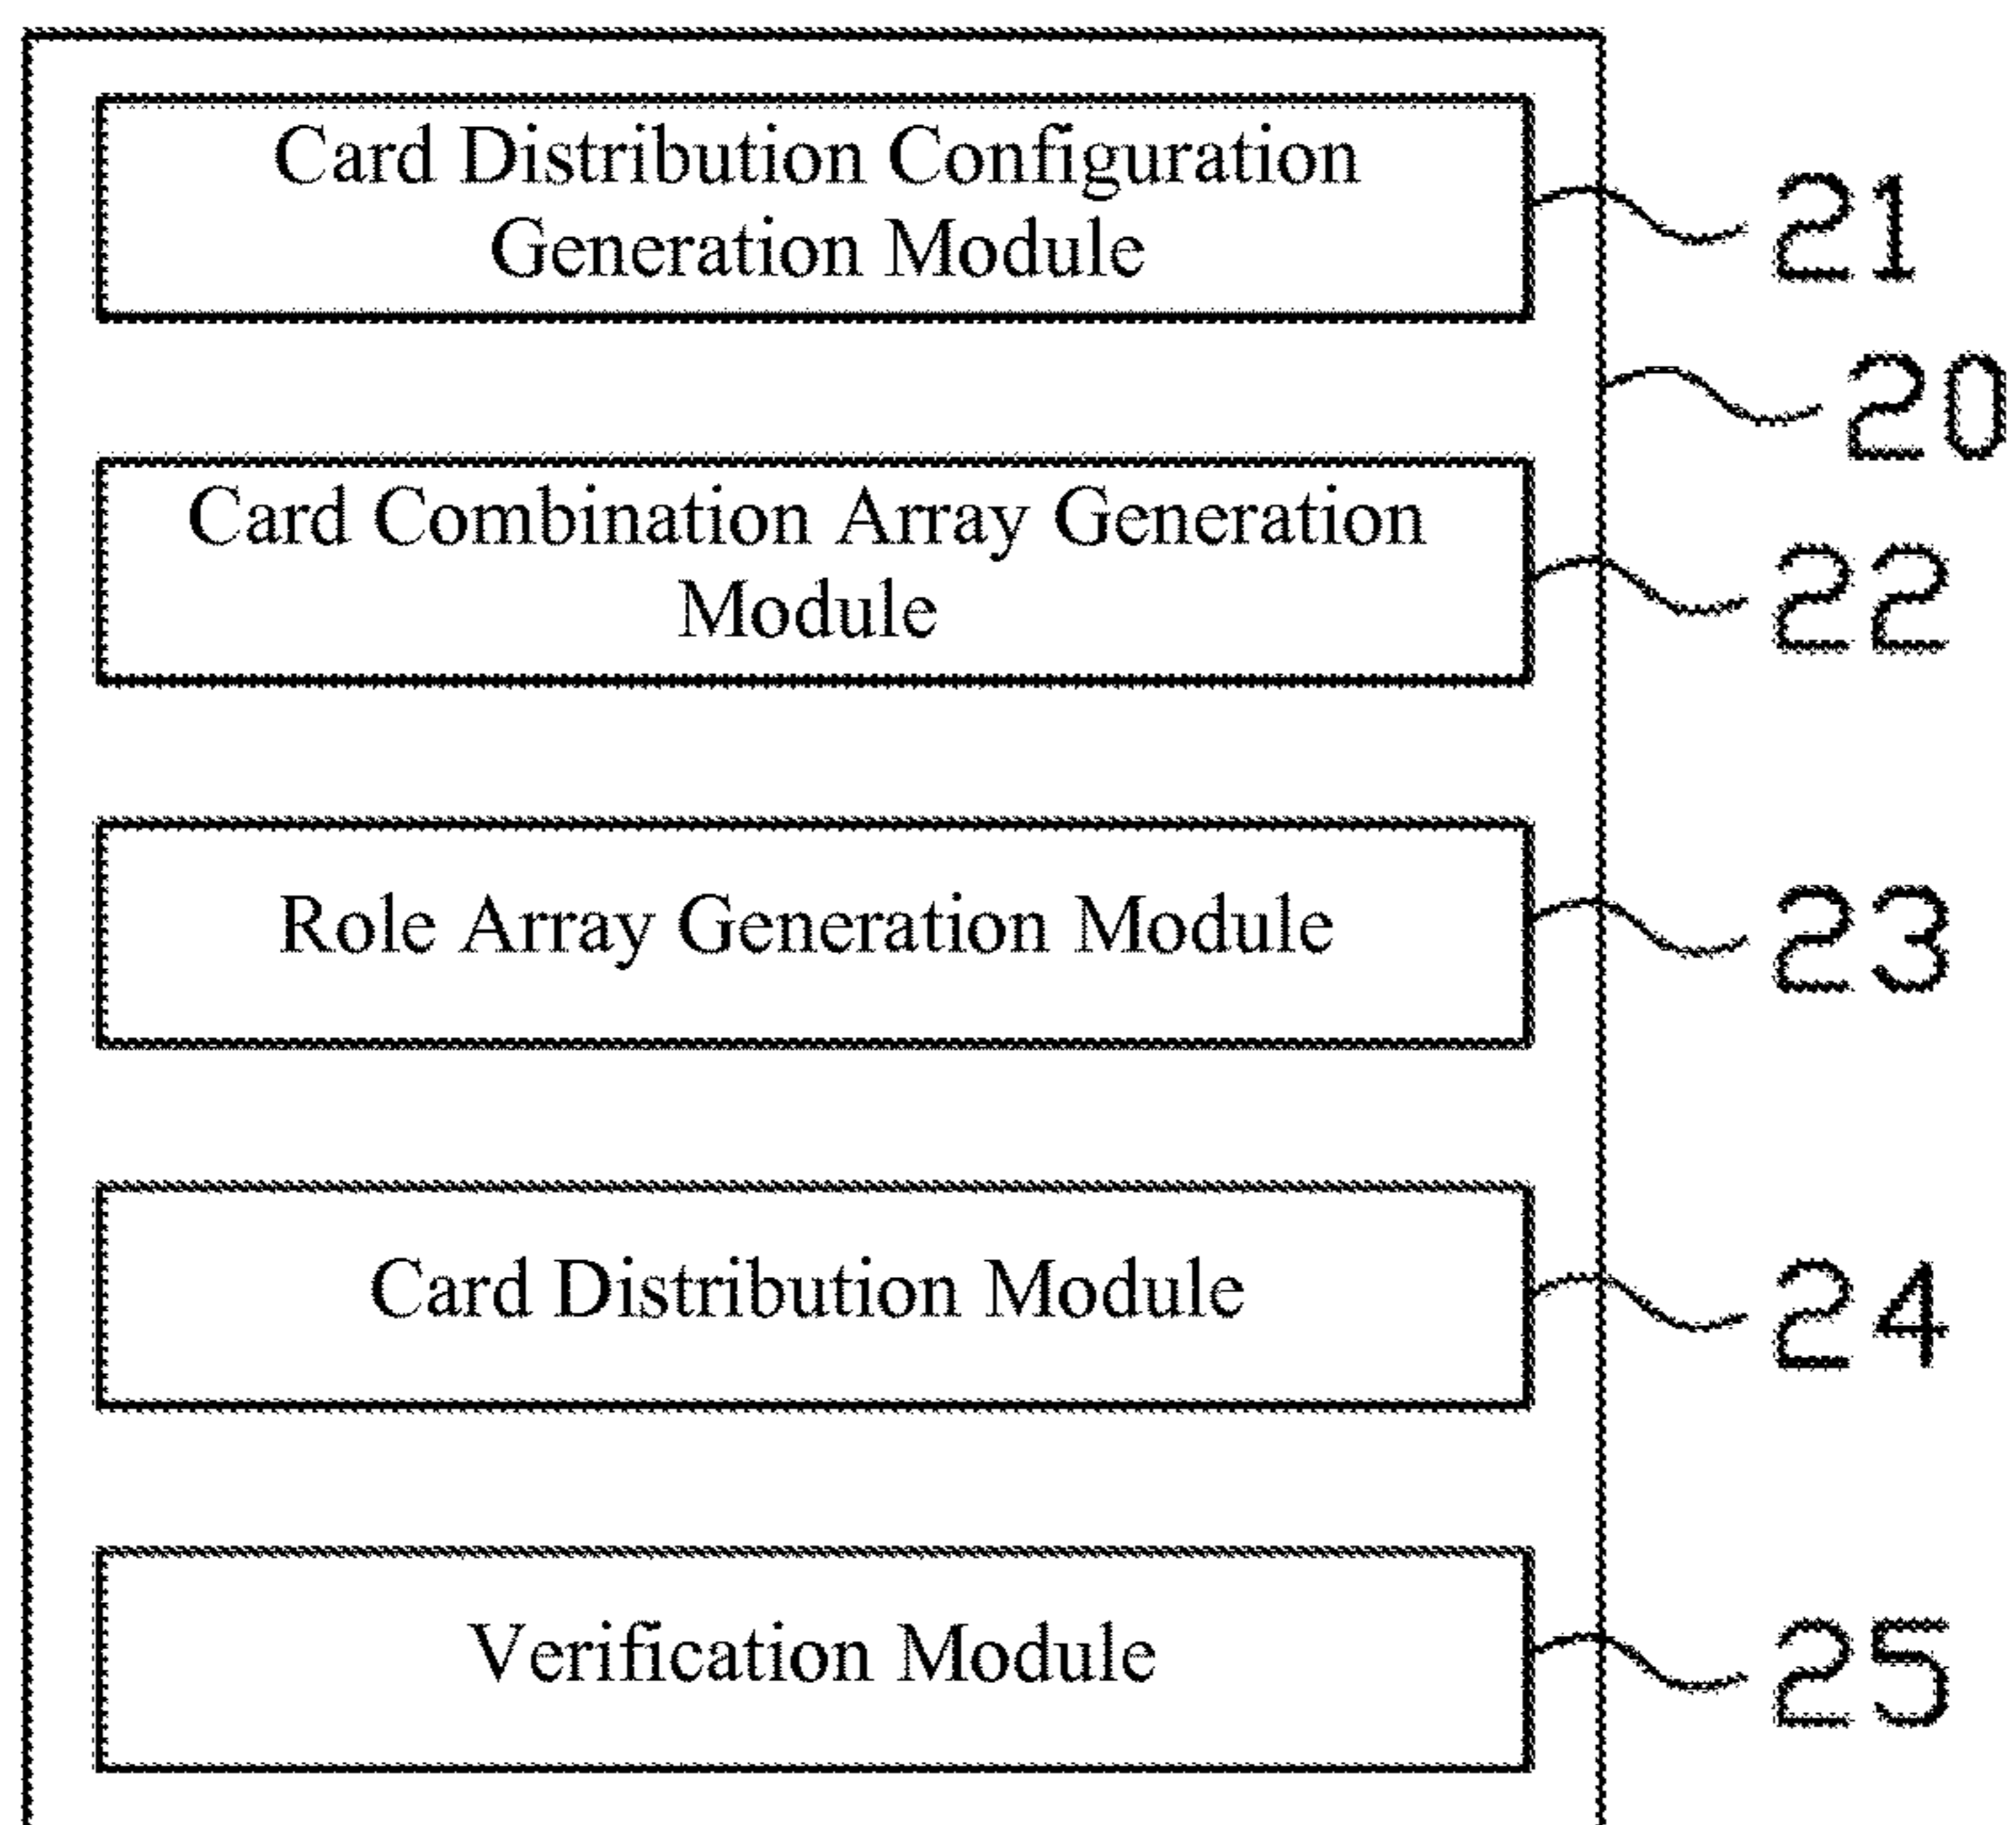 Card Distribution Configuration
Generation Module
21
20
Card Combination Array Generation
Module
22
Role Array Generation Module
23
Card Distribution Module
24
Verification Module
25